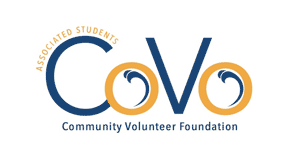 ASSOCIATED STUDENTS
CoVo
Community Volunteer Foundation